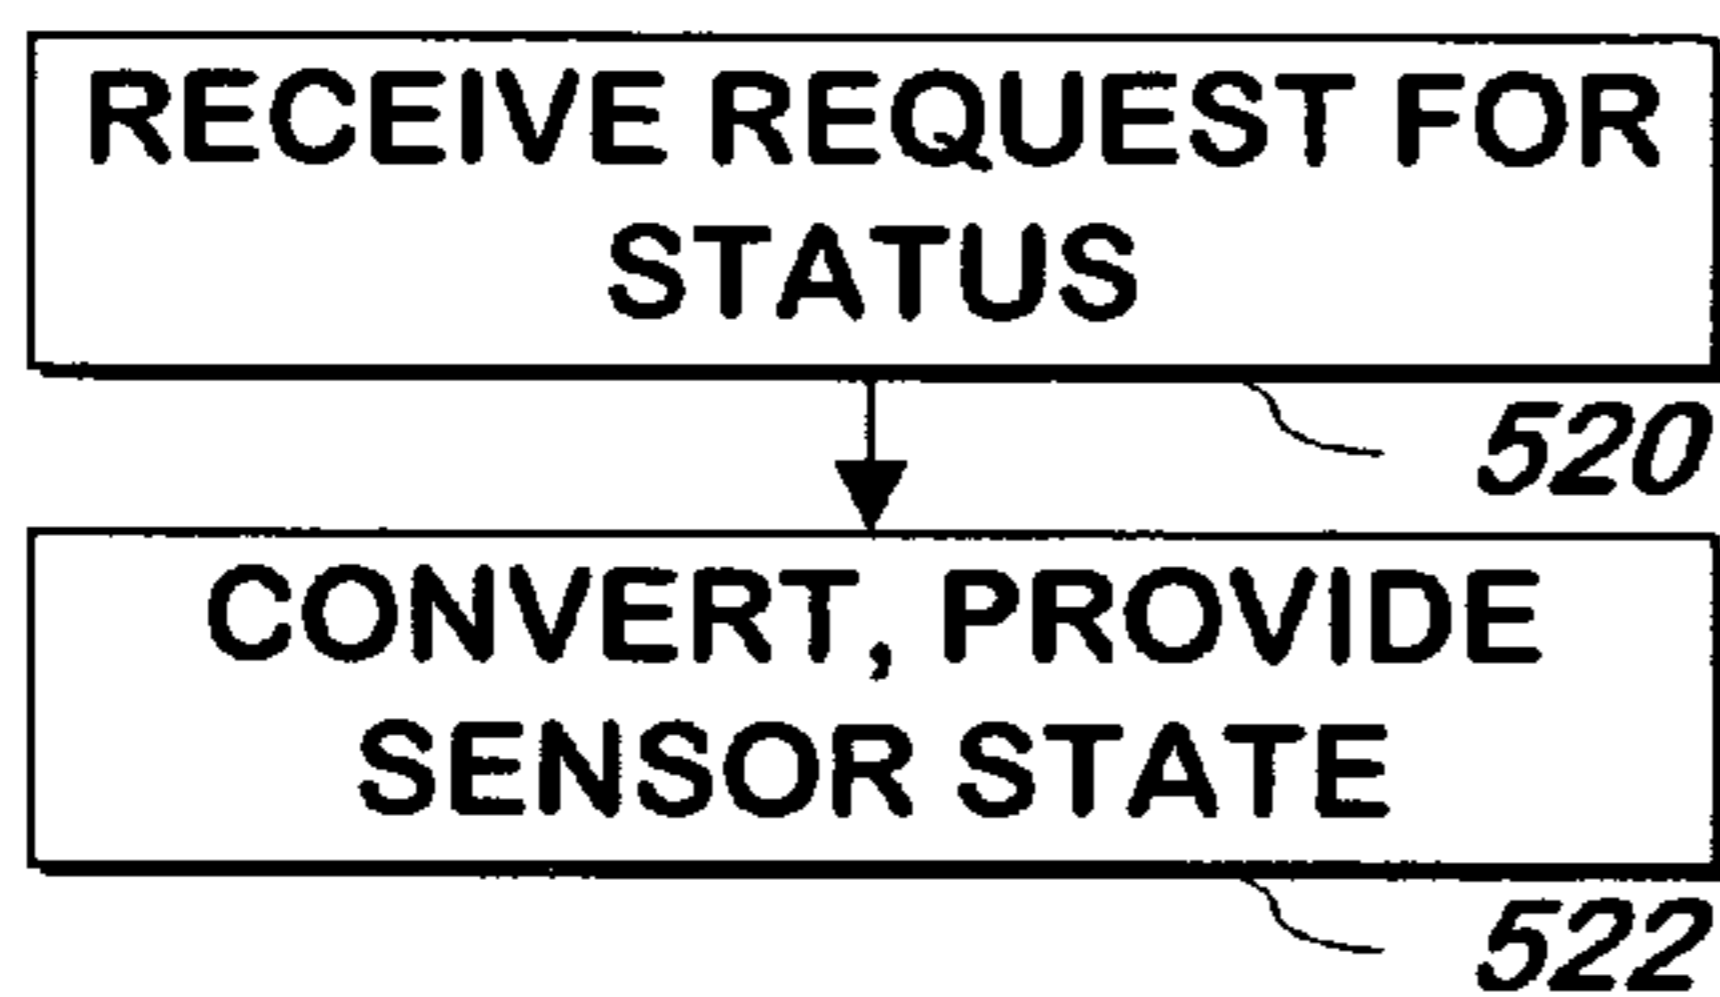 RECEIVE REQUEST FOR
STATUS
520
CONVERT, PROVIDE
SENSOR STATE
522